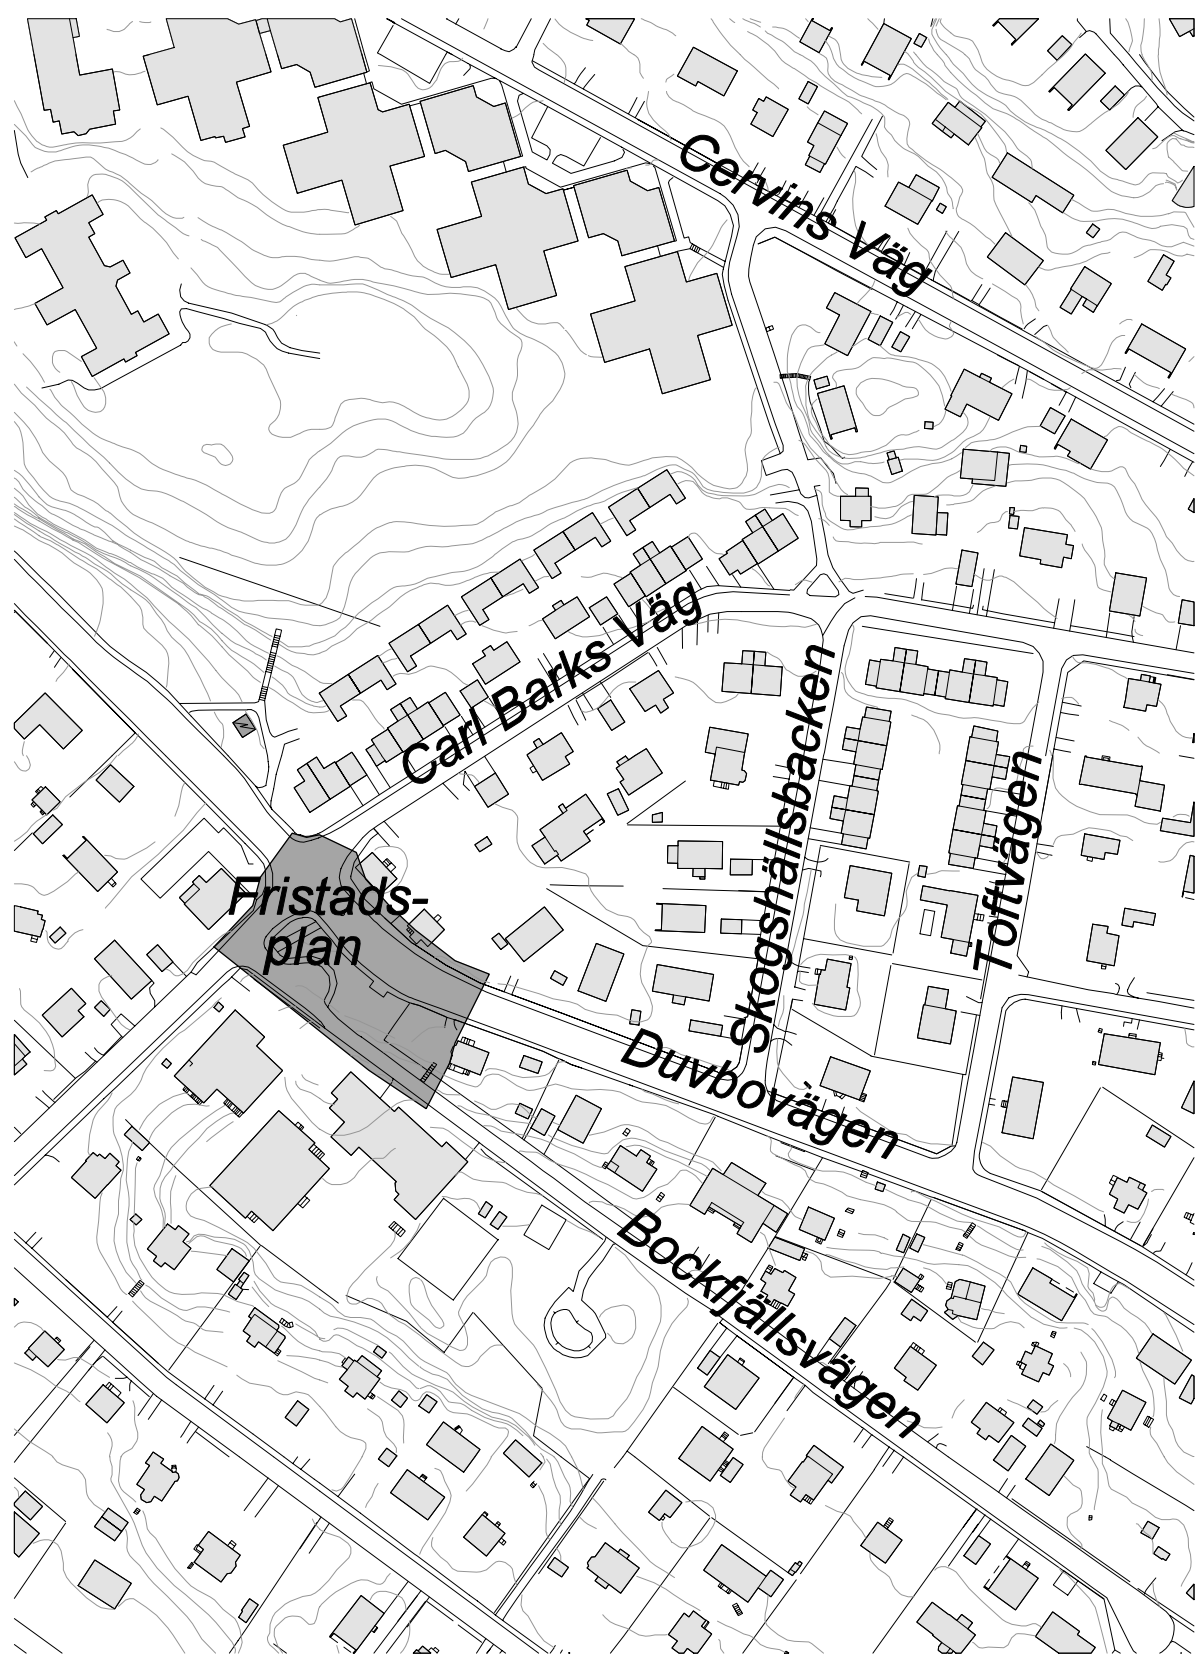 Cervins Väg
Carl Barks Väg
Skogshällsbacken
Toftvägen
Fristads-
plan
Duvbovägen
Bockfjällsvägen